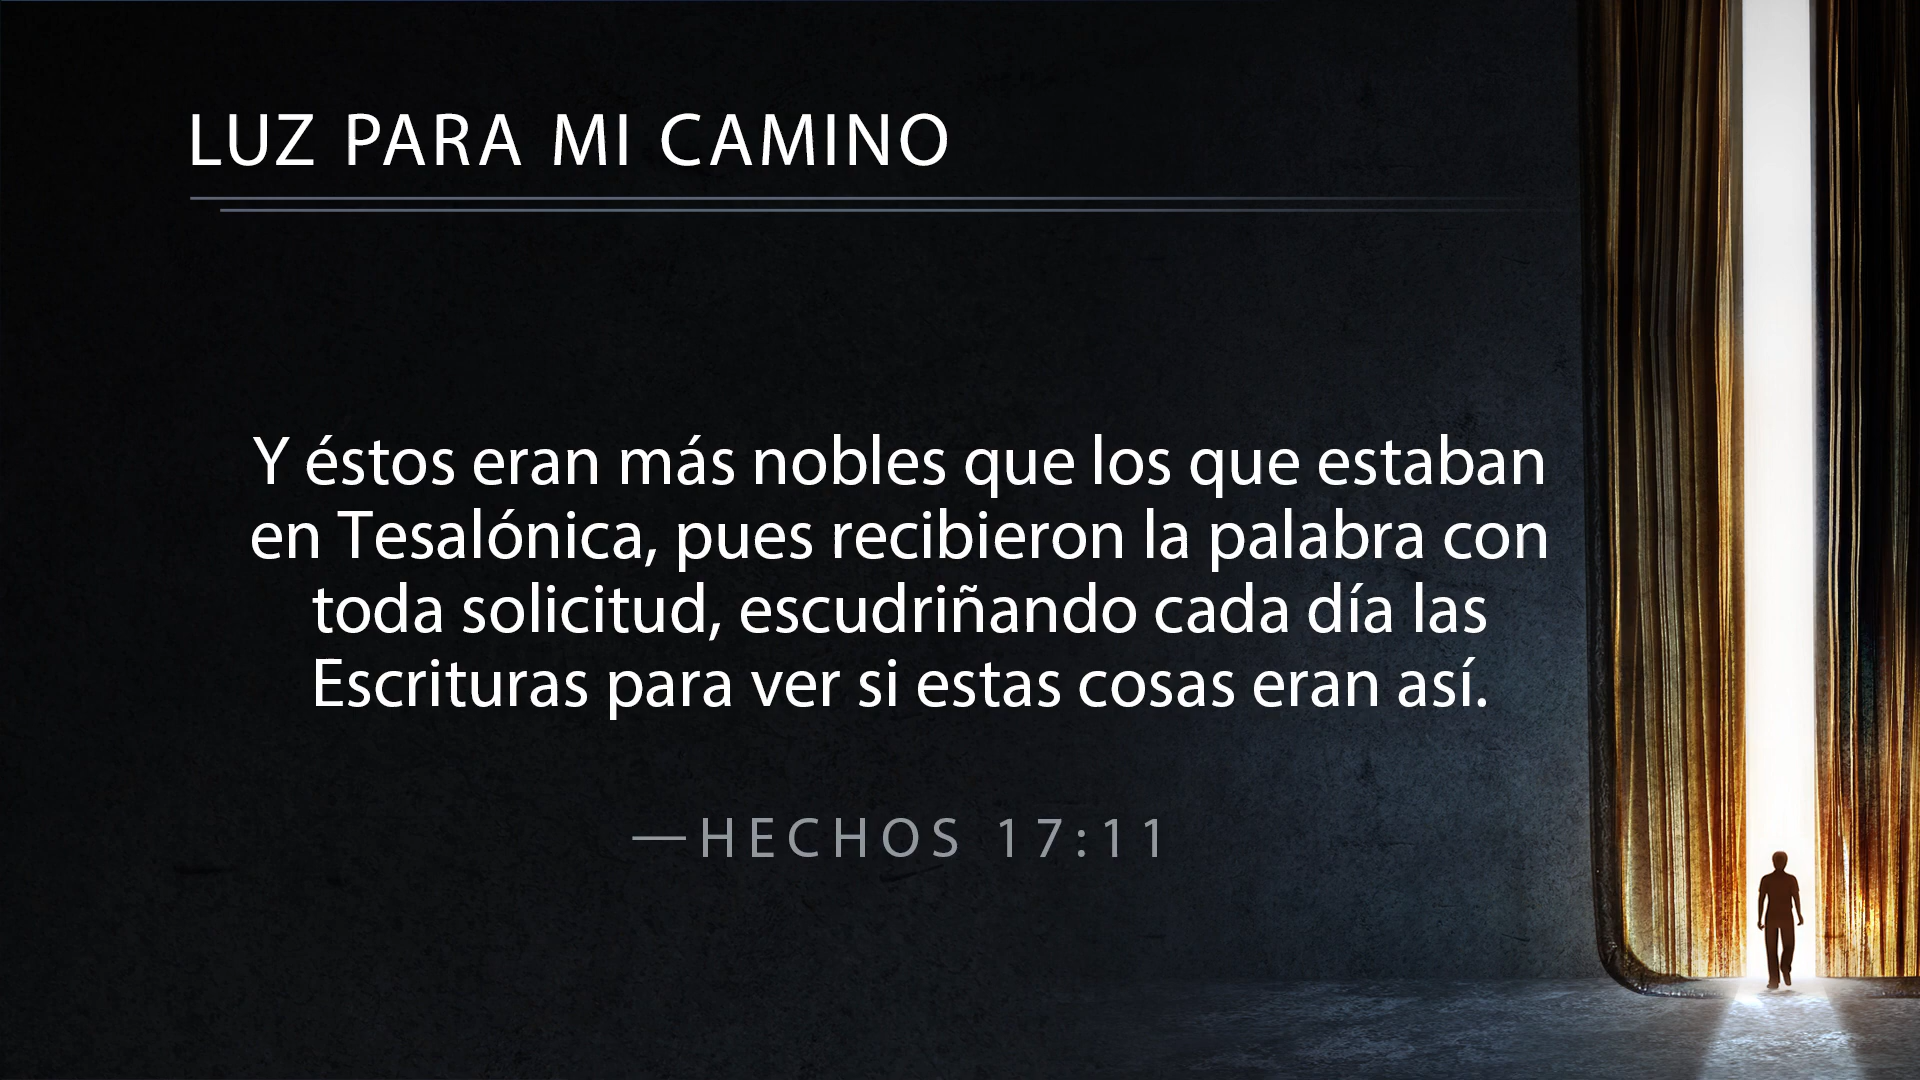 LUZ PARA MI CAMINO
Y éstos eran más nobles que los que estaban
en Tesalónica, pues recibieron la palabra con
toda solicitud, escudriñando cada día las
Escrituras para ver si estas cosas eran así.
—HECHOS 17:11